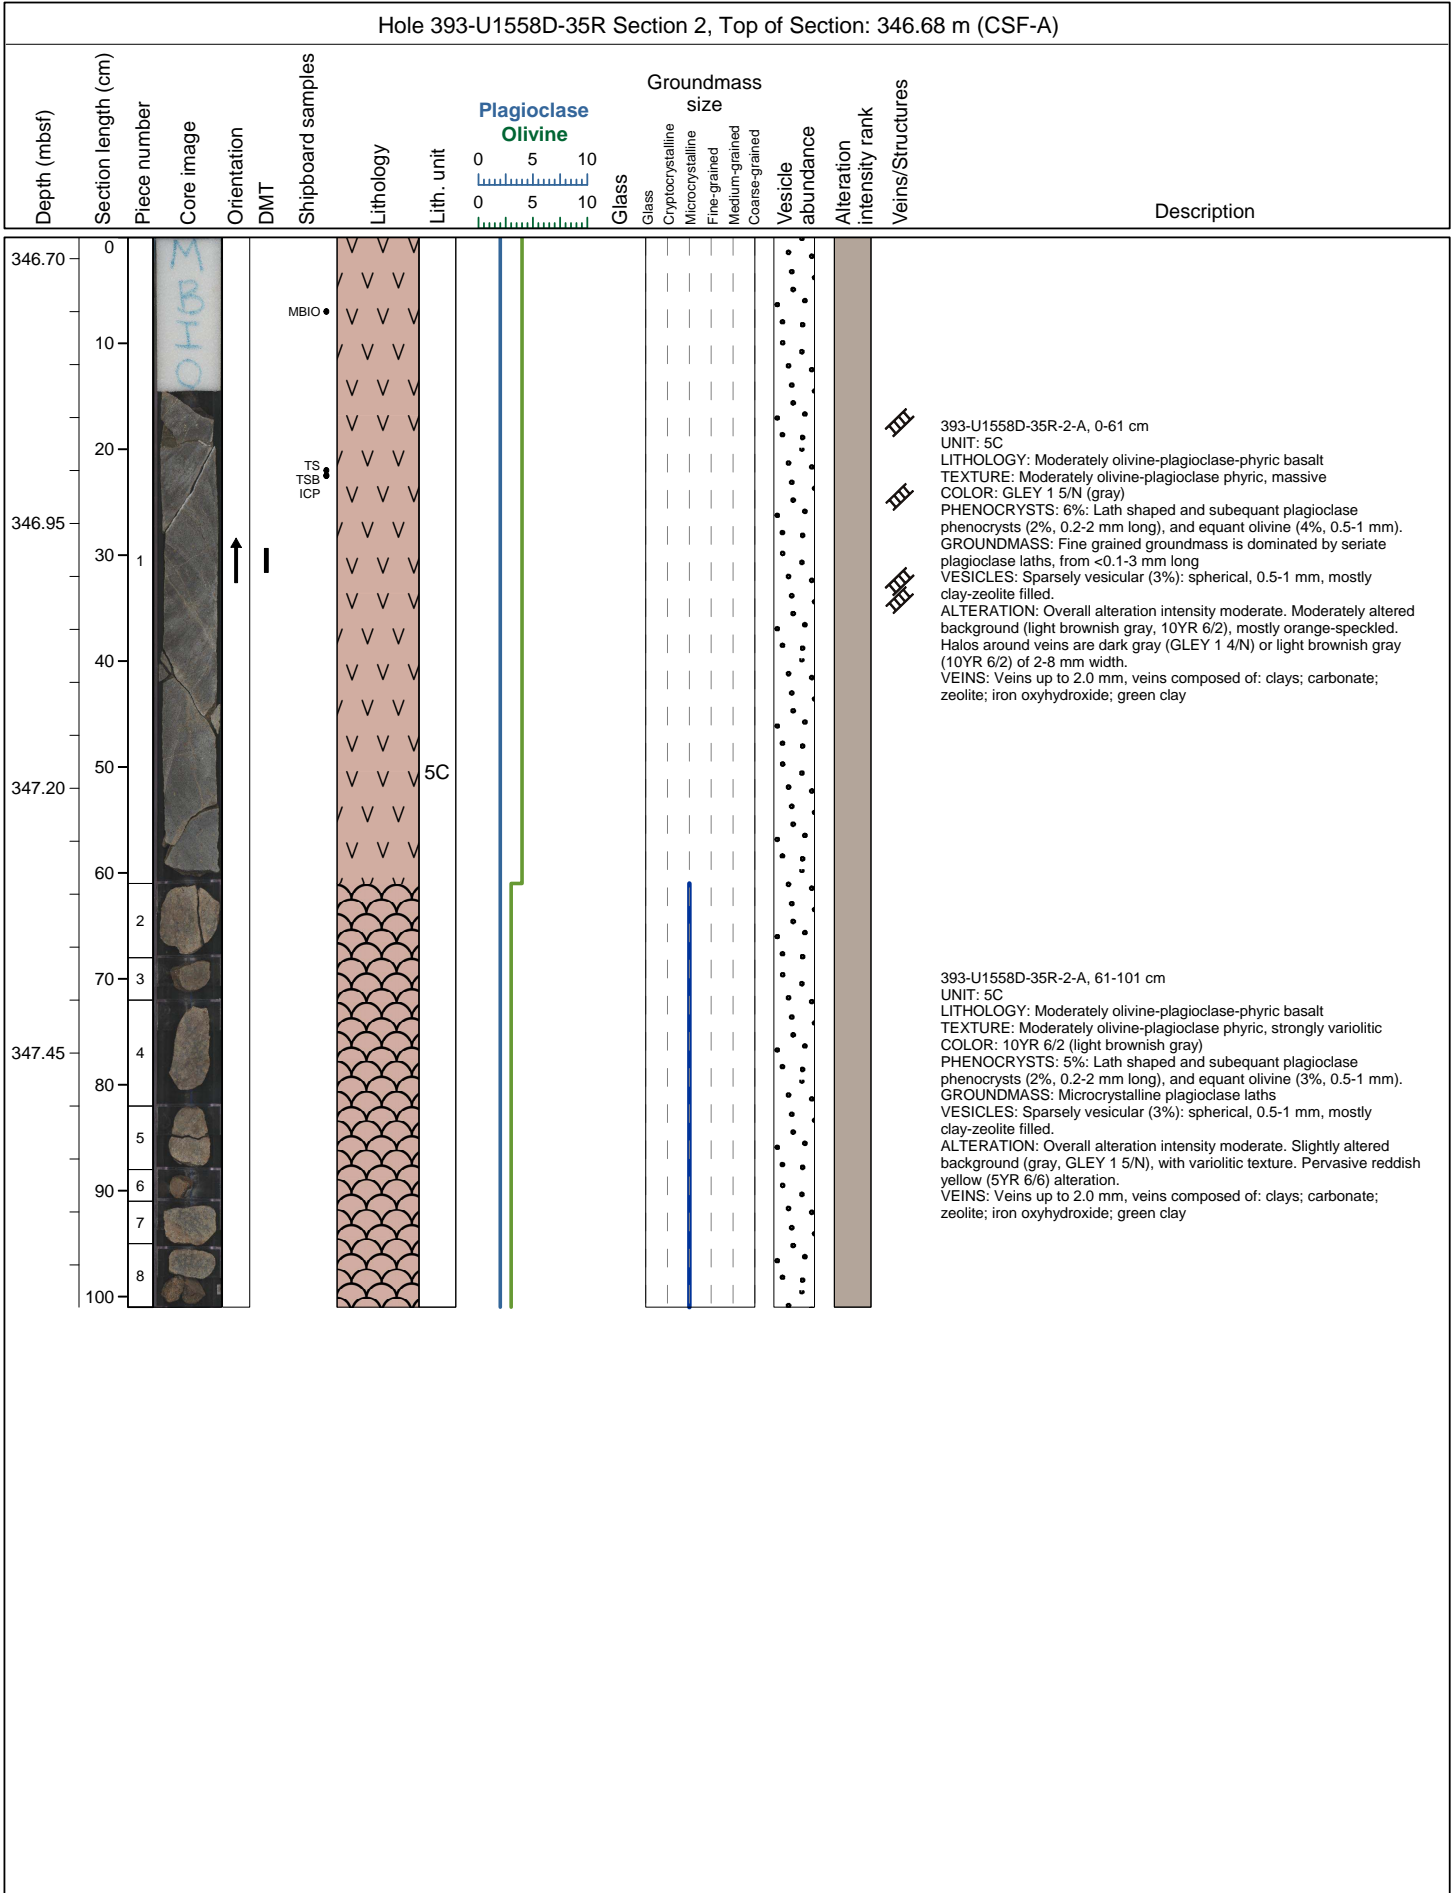 Hole 393-U1558D-35R Section 2, Top of Section: 346.68 m (CSF-A)
Depth (mbsf)
Section length (cm)
Piece number
Core image
Orientation
DMT
Shipboard samples
Lithology
Lith. unit
Plagioclase
Olivine
0 5 10
0 5 10
Glass
Groundmass
size
Glass
Cryptocrystalline
Microcrystalline
Fine-grained
Medium-grained
Coarse-grained
Vesicle
abundance
Alteration
intensity rank
Veins/Structures
Description
346.70
346.95
347.20
347.45
0
10
20
30
40
50
60
70
80
90
100
1
2
3
4
5
6
7
8
M
B
I
O
MBIO
TS
TSB
ICP
5C
393-U1558D-35R-2-A, 0-61 cm
UNIT: 5C
LITHOLOGY: Moderately olivine-plagioclase-phyric basalt
TEXTURE: Moderately olivine-plagioclase phyric, massive
COLOR: GLEY 1 5/N (gray)
PHENOCRYSTS: 6%: Lath shaped and subequant plagioclase
phenocrysts (2%, 0.2-2 mm long), and equant olivine (4%, 0.5-1 mm).
GROUNDMASS: Fine grained groundmass is dominated by seriate
plagioclase laths, from <0.1-3 mm long
VESICLES: Sparsely vesicular (3%): spherical, 0.5-1 mm, mostly
clay-zeolite filled.
ALTERATION: Overall alteration intensity moderate. Moderately altered
background (light brownish gray, 10YR 6/2), mostly orange-speckled.
Halos around veins are dark gray (GLEY 1 4/N) or light brownish gray
(10YR 6/2) of 2-8 mm width.
VEINS: Veins up to 2.0 mm, veins composed of: clays; carbonate;
zeolite; iron oxyhydroxide; green clay
393-U1558D-35R-2-A, 61-101 cm
UNIT: 5C
LITHOLOGY: Moderately olivine-plagioclase-phyric basalt
TEXTURE: Moderately olivine-plagioclase phyric, strongly variolitic
COLOR: 10YR 6/2 (light brownish gray)
PHENOCRYSTS: 5%: Lath shaped and subequant plagioclase
phenocrysts (2%, 0.2-2 mm long), and equant olivine (3%, 0.5-1 mm).
GROUNDMASS: Microcrystalline plagioclase laths
VESICLES: Sparsely vesicular (3%): spherical, 0.5-1 mm, mostly
clay-zeolite filled.
ALTERATION: Overall alteration intensity moderate. Slightly altered
background (gray, GLEY 1 5/N), with variolitic texture. Pervasive reddish
yellow (5YR 6/6) alteration.
VEINS: Veins up to 2.0 mm, veins composed of: clays; carbonate;
zeolite; iron oxyhydroxide; green clay